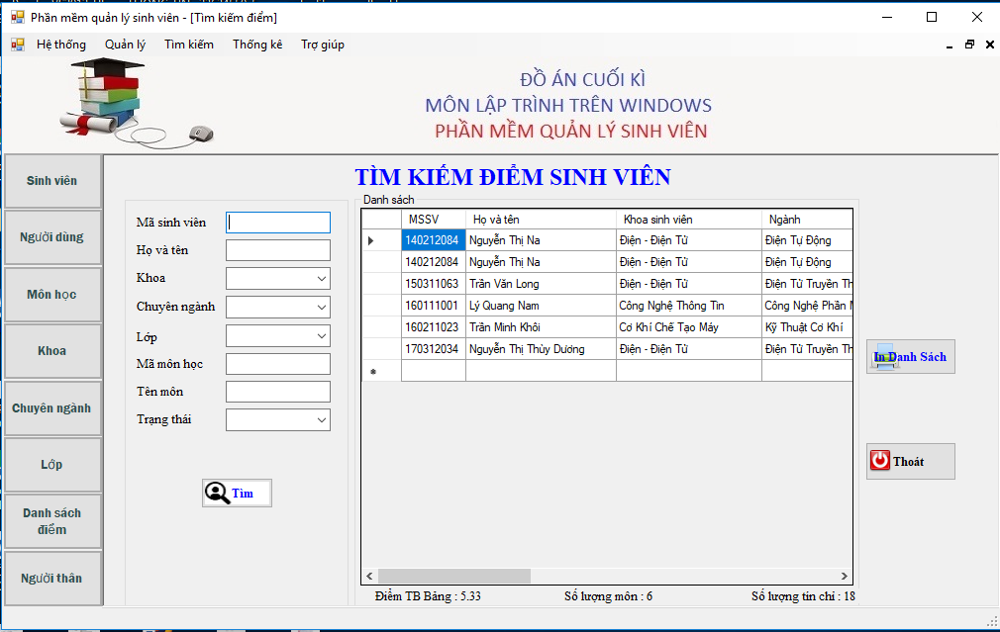 Phần mềm quản lý sinh viên - [Tìm kiếm điểm]
Hệ thống Quản lý Tìm kiếm Thống kê Trợ giúp
ĐỒ ÁN CUỐI KÌ
MÔN LẬP TRÌNH TRÊN WINDOWS
PHẦN MỀM QUẢN LÝ SINH VIÊN
Sinh viên
Người dùng
Môn học
Khoa
Chuyên ngành
Lớp
Danh sách
điểm
Người thân
TÌM KIẾM ĐIỂM SINH VIÊN
Mã sinh viên
Họ và tên
Khoa
Chuyên ngành
Lớp
Mã môn học
Tên môn
Trạng thái
Tìm
Danh sách
MSSV Họ và tên Khoa sinh viên Ngành
140212084 Nguyễn Thị Na Điện - Điện Tử Điện Tự Động
140212084 Nguyễn Thị Na Điện - Điện Tử Điện Tự Động
150311063 Trần Văn Long Điện - Điện Tử Điện Tử Truyền Th
160111001 Lý Quang Nam Công Nghệ Thông Tin Công Nghệ Phần
160211023 Trần Minh Khôi Cơ Khí Chế Tạo Máy Kỹ Thuật Cơ Khí
170312034 Nguyễn Thị Thùy Dương Điện - Điện Tử Điện Tử Truyền Th
Điểm TB Bảng : 5.33 Số lượng môn : 6 Số lượng tín chỉ : 18
In Danh Sách
Thoát